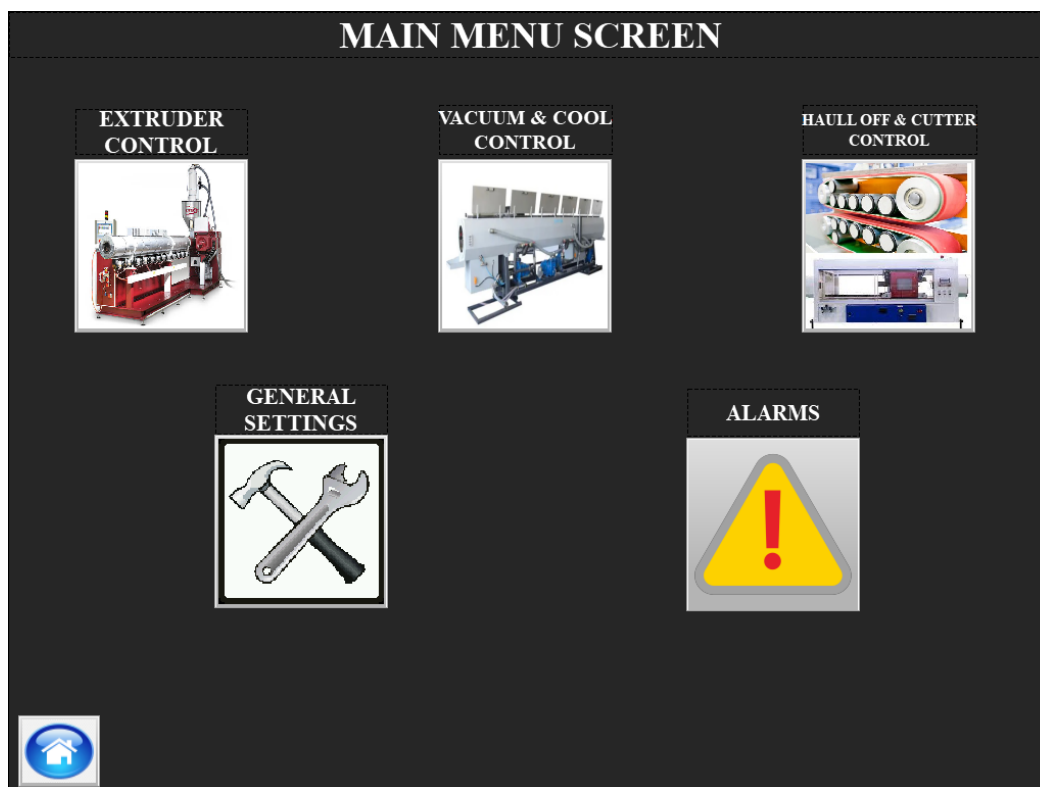 MAIN MENU SCREEN
EXTRUDER
CONTROL
VACUUM & COOL
CONTROL
HAULL OFF & CUTTER
CONTROL
GENERAL
SETTINGS
ALARMS